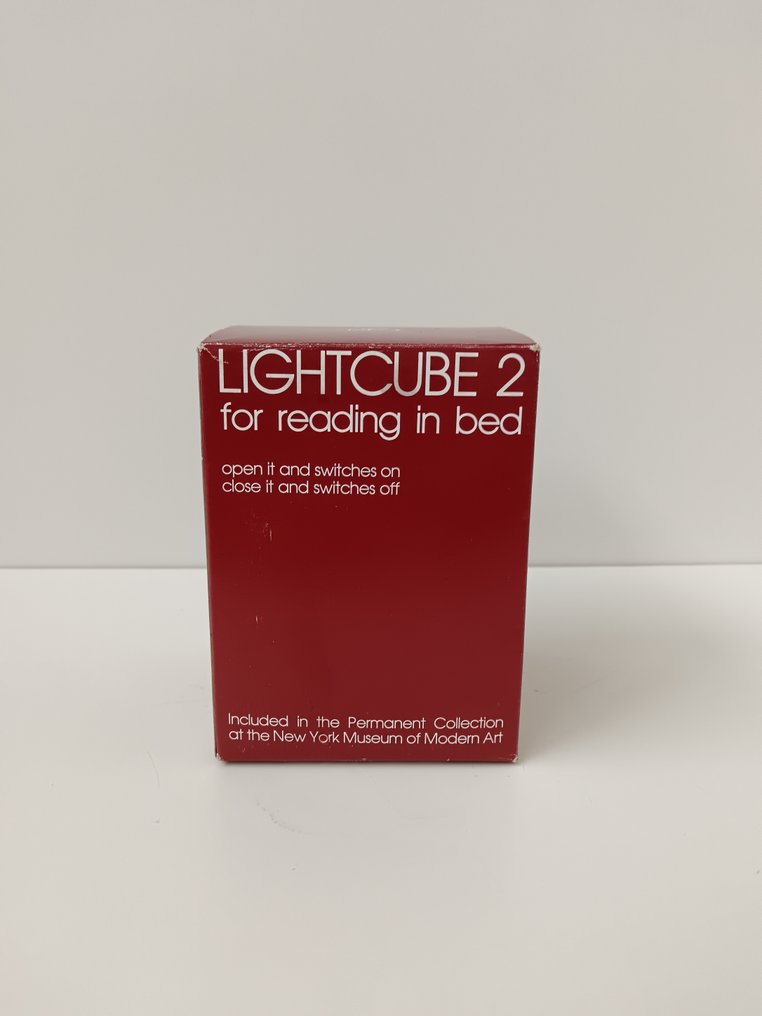 LIGHTCUBE 2
for reading in bed
open it and switches on
close it and switches off
Included in the Permanent Collection
at the New York Museum of Modern Art